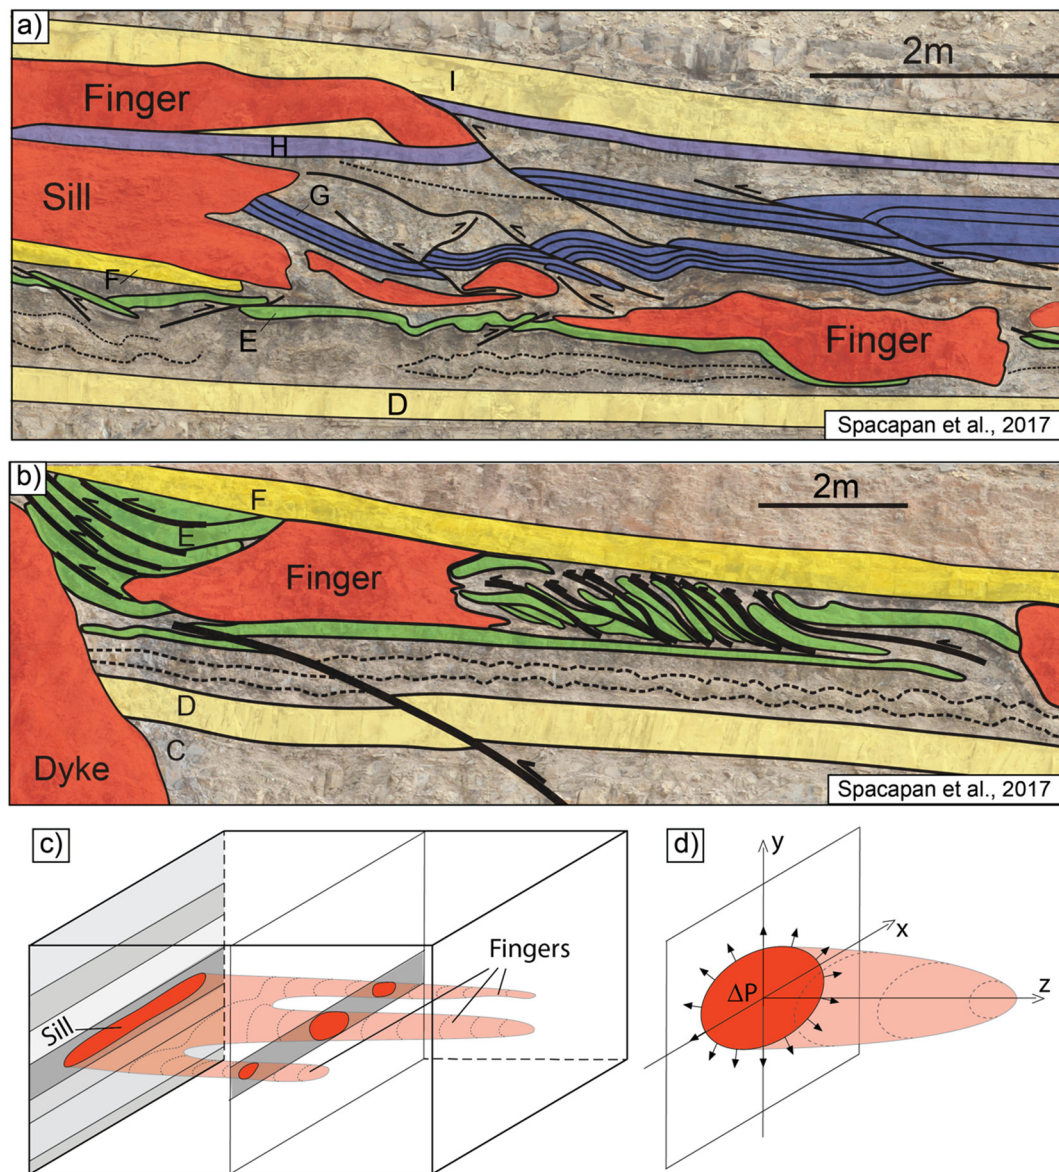 a)
2m
I
Finger
H
Sill
G
F
E
Finger
D
Spacapan et al., 2017
b)
2m
F
E
Finger
D
C
Dyke
Spacapan et al., 2017
c)
Fingers
Sill
d)
y
x
ΔP
z